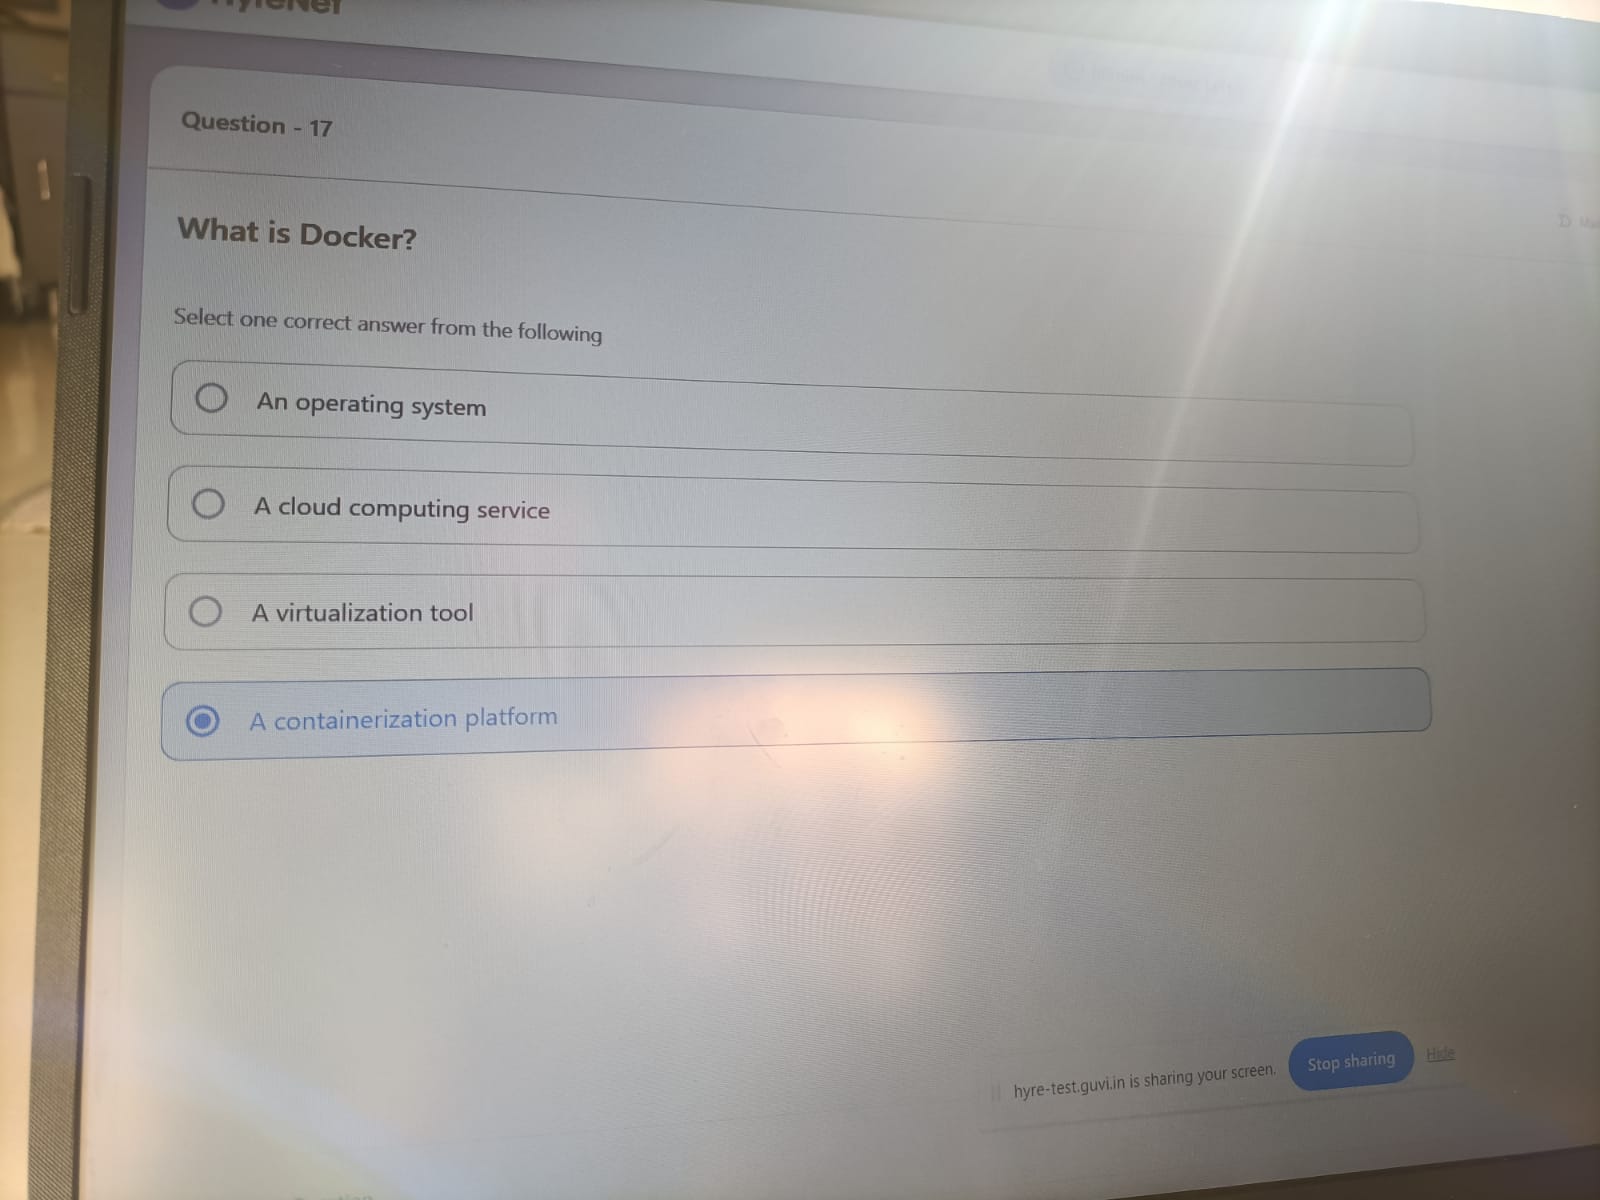 Question - 17
What is Docker?
Select one correct answer from the following
An operating system
A cloud computing service
A virtualization tool
A containerization platform
hyre-test.guvi.in is sharing your screen.
Stop sharing
Hide